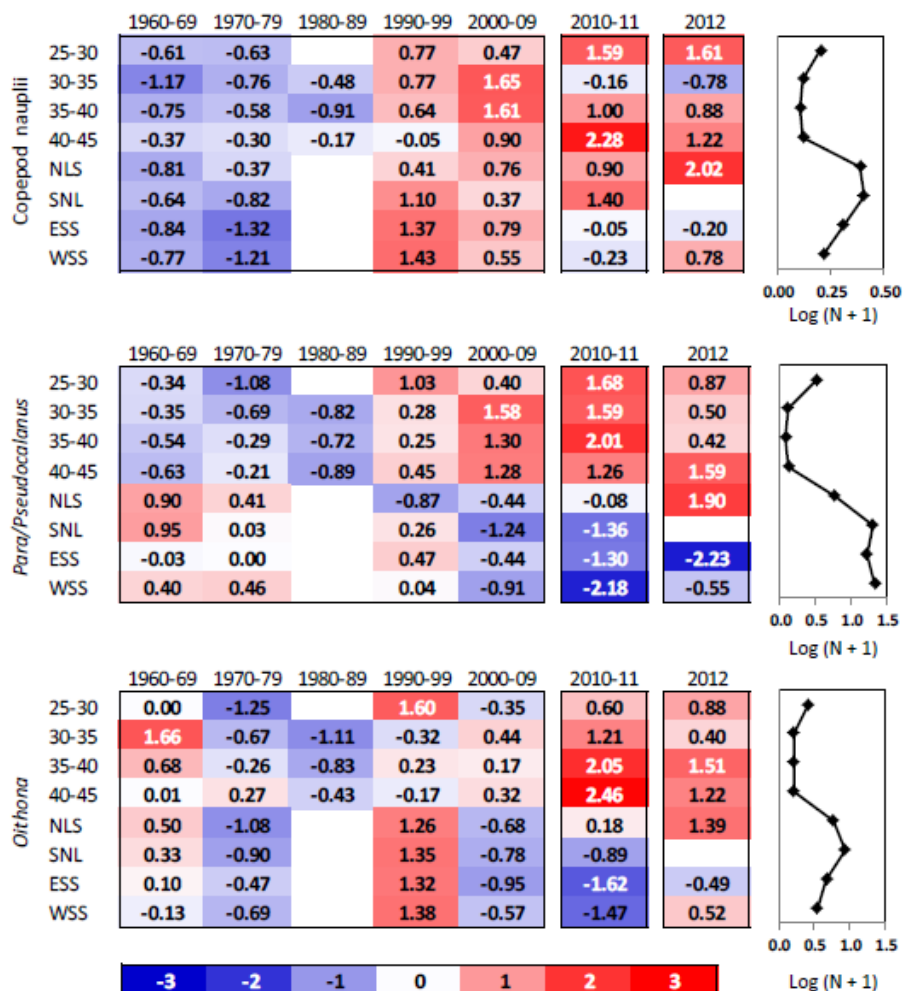 1960-69 1970-79 1980-89 1990-99 2000-09 2010-11 2012
Copepod nauplii
25-30 -0.61 -0.63 0.77 0.47 1.59 1.61
30-35 -1.17 -0.76 -0.48 0.77 1.65 -0.16 -0.78
35-40 -0.75 -0.58 -0.91 0.64 1.61 1.00 0.88
40-45 -0.37 -0.30 -0.17 -0.05 0.90 2.28 1.22
NLS -0.81 -0.37 0.41 0.76 0.90 2.02
SNL -0.64 -0.82 1.10 0.37 1.40
ESS -0.84 -1.32 1.37 0.79 -0.05 -0.20
WSS -0.77 -1.21 1.43 0.55 -0.23 0.78
0.00 0.25 0.50
Log (N + 1)
1960-69 1970-79 1980-89 1990-99 2000-09 2010-11 2012
Para/Pseudocalanus
25-30 -0.34 -1.08 1.03 0.40 1.68 0.87
30-35 -0.35 -0.69 -0.82 0.28 1.58 1.59 0.50
35-40 -0.54 -0.29 -0.72 0.25 1.30 2.01 0.42
40-45 -0.63 -0.21 -0.89 0.45 1.28 1.26 1.59
NLS 0.90 0.41 -0.87 -0.44 -0.08 1.90
SNL 0.95 0.03 0.26 -1.24 -1.36
ESS -0.03 0.00 0.47 -0.44 -1.30 -2.23
WSS 0.40 0.46 0.04 -0.91 -2.18 -0.55
0.0 0.5 1.0 1.5
Log (N + 1)
1960-69 1970-79 1980-89 1990-99 2000-09 2010-11 2012
Oithona
25-30 0.00 -1.25 1.60 -0.35 0.60 0.88
30-35 1.66 -0.67 -1.11 -0.32 0.44 1.21 0.40
35-40 0.68 -0.26 -0.83 0.23 0.17 2.05 1.51
40-45 0.01 0.27 -0.43 -0.17 0.32 2.46 1.22
NLS 0.50 -1.08 1.26 -0.68 0.18 1.39
SNL 0.33 -0.90 1.35 -0.78 -0.89
ESS 0.10 -0.47 1.32 -0.95 -1.62 -0.49
WSS -0.13 -0.69 1.38 -0.57 -1.47 0.52
0.0 0.5 1.0 1.5
Log (N + 1)
-3 -2 -1 0 1 2 3